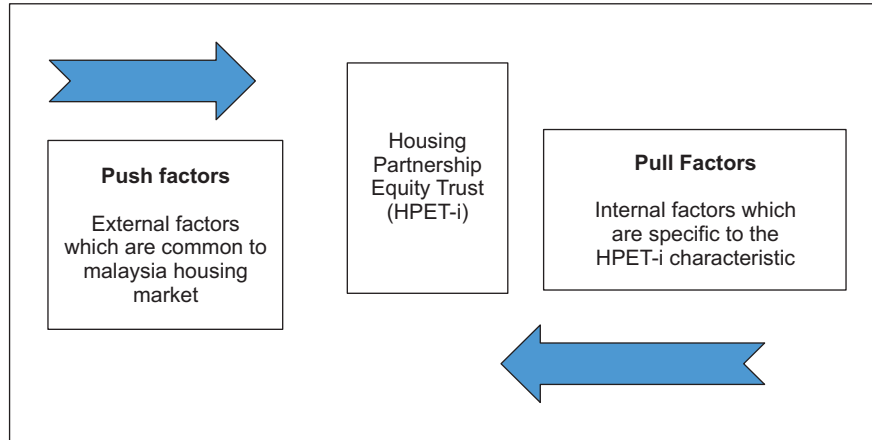 Push factors
External factors
which are common to
malaysia housing
market
Housing
Partnership
Equity Trust
(HPET-i)
Pull Factors
Internal factors which
are specific to the
HPET-i characteristic